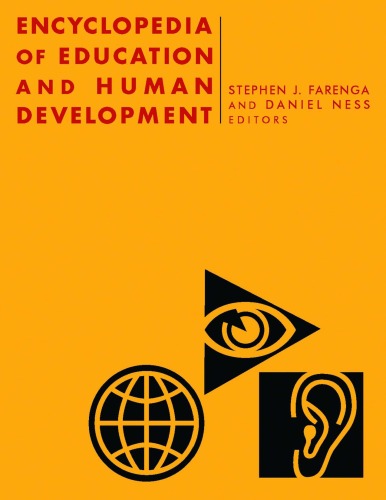 ENCYCLOPEDIA
OF EDUCATION
AND HUMAN
DEVELOPMENT
STEPHEN J. FARENGA
AND DANIEL NESS
EDITORS